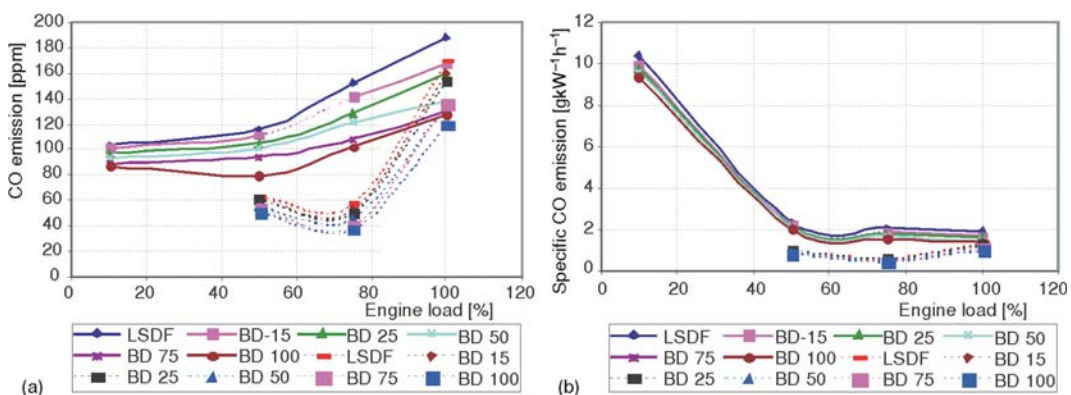 CO emission [ppm]
200
180
160
140
120
100
80
60
40
20
0
0 20 40 60 80 100 120
Engine load [%]
LSDF BD-15 BD 25 BD 50
BD 75 BD 100 LSDF BD 15
BD 25 BD 50 BD 75 BD 100
(a)
Specific CO emission [gkW⁻¹h⁻¹]
12
10
8
6
4
2
0
0 20 40 60 80 100 120
Engine load [%]
LSDF BD-15 BD 25 BD 50
BD 75 BD 100 LSDF BD 15
BD 25 BD 50 BD 75 BD 100
(b)